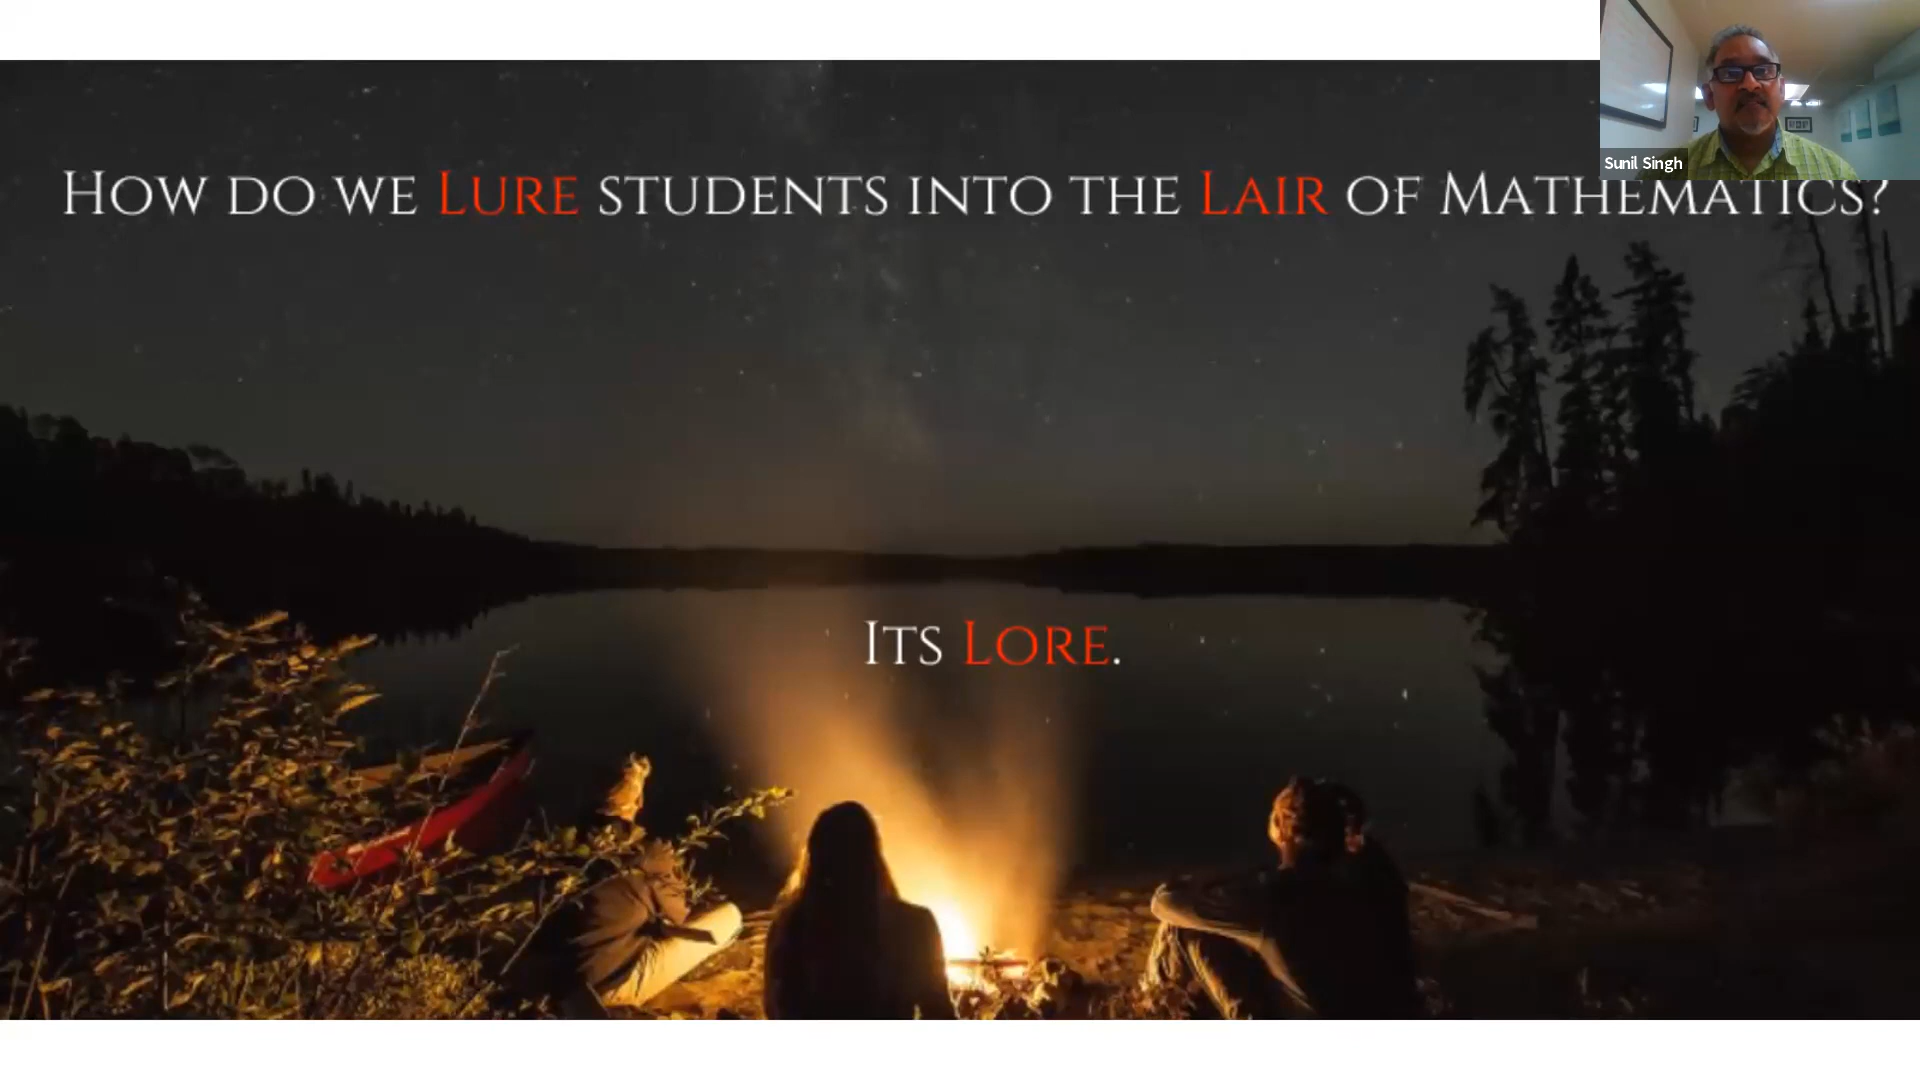 Sunil Singh
How do we Lure students into the Lair of Mathematics?
Its Lore.